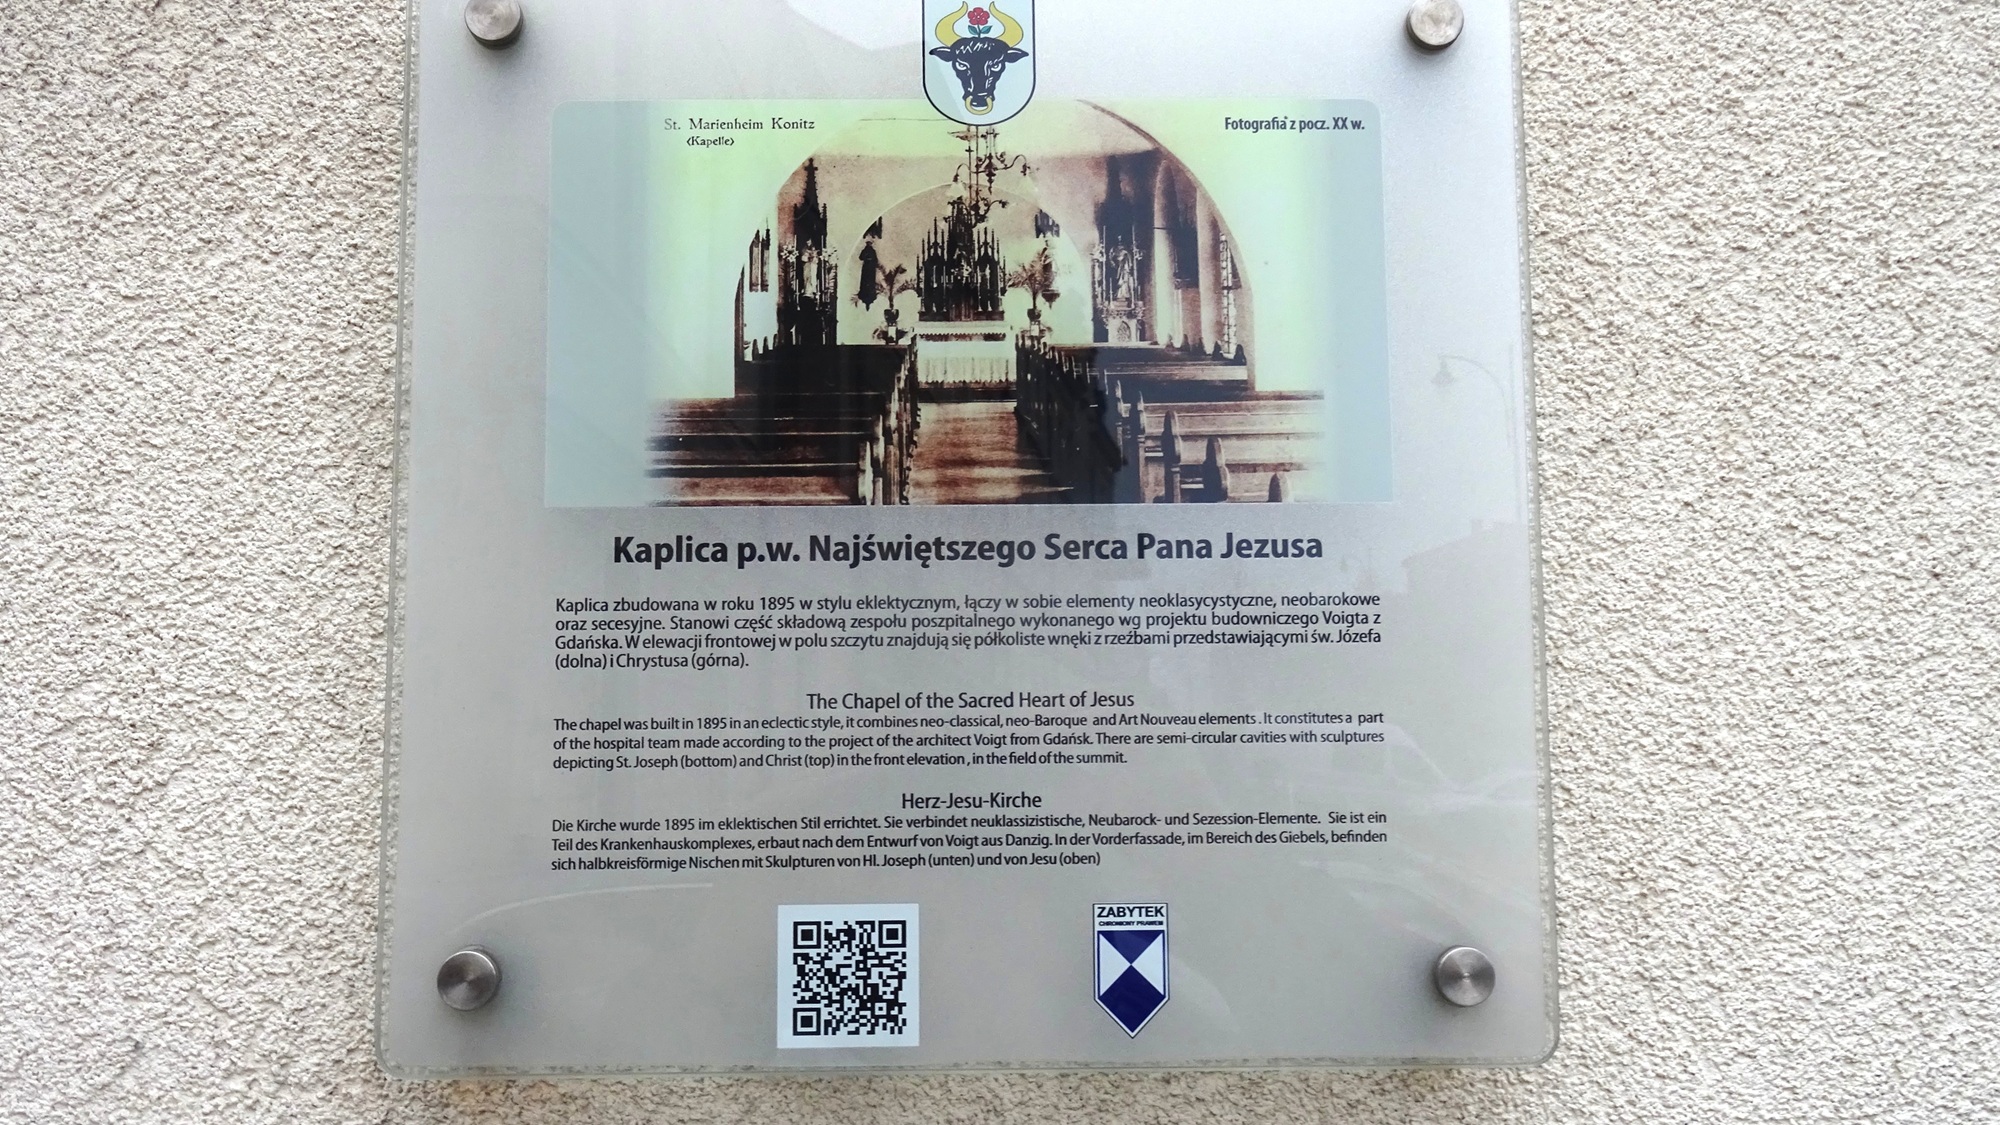 St. Marienheim Konitz
(Kapelle)
Fotografia z pocz. XX w.
Kaplica p.w. Najświętszego Serca Pana Jezusa
Kaplica zbudowana w roku 1895 w stylu eklektycznym, łączy w sobie elementy neoklasycystyczne, neobarokowe
oraz secesyjne. Stanowi część składową zespołu poszpitalnego wykonanego wg projektu budowniczego Voigta z
Gdańska. W elewacji frontowej w polu szczytu znajdują się półkoliste wnęki z rzeźbami przedstawiającymi św. Józefa
(dolna) i Chrystusa (górna).
The Chapel of the Sacred Heart of Jesus
The chapel was built in 1895 in an eclectic style, it combines neo-classical, neo-Baroque and Art Nouveau elements. It constitutes a part
of the hospital team made according to the project of the architect Voigt from Gdańsk. There are semi-circular cavities with sculptures
depicting St. Joseph (bottom) and Christ (top) in the front elevation, in the field of the summit.
Herz-Jesu-Kirche
Die Kirche wurde 1895 im eklektischen Stil errichtet. Sie verbindet neuklassizistische, Neubarock- und Sezession-Elemente. Sie ist ein
Teil des Krankenhauskomplexes, erbaut nach dem Entwurf von Voigt aus Danzig. In der Vorderfassade, im Bereich des Giebels, befinden
sich halbkreisförmige Nischen mit Skulpturen von Hl. Joseph (unten) und von Jesu (oben)
ZABYTEK
CHRONIONY PRAWEM